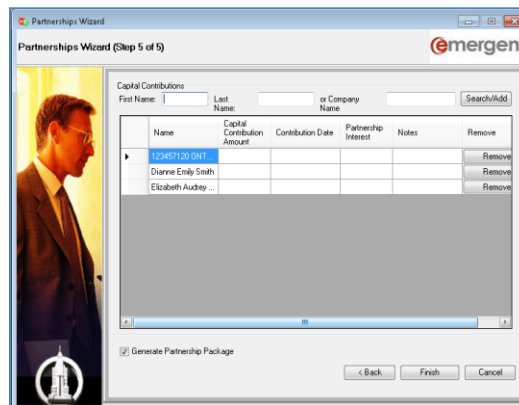 Partnerships Wizard
Partnerships Wizard (Step 5 of 5)
emergen
Capital Contributions
First Name:
Last Name:
or Company Name
Search/Add
Name
Capital Contribution Amount
Contribution Date
Partnership Interest
Notes
Remove
123457120 ONT...
Remove
Dianne Emily Smith
Remove
Elizabeth Audrey ...
Remove
Generate Partnership Package
< Back
Finish
Cancel